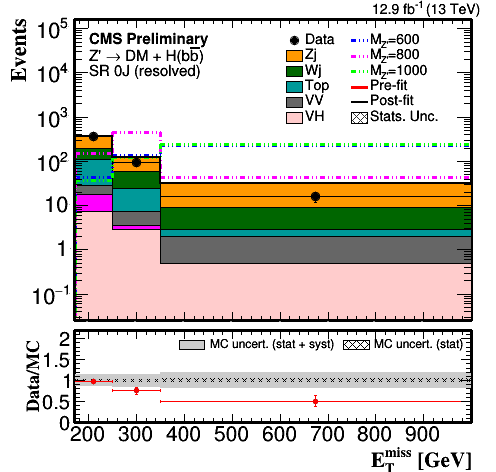 12.9 fb⁻¹ (13 TeV)
CMS Preliminary
Z' → DM + H(bb̄)
SR 0J (resolved)
Data
Zj
Wj
Top
VV
VH
M_Z'=600
M_Z'=800
M_Z'=1000
Pre-fit
Post-fit
Stats. Unc.
Events
10⁵
10⁴
10³
10²
10
1
10⁻¹
MC uncert. (stat + syst)
MC uncert. (stat)
Data/MC
2
1.5
1
0.5
0
200 300 400 500 600 700 800 900
E_T^miss [GeV]